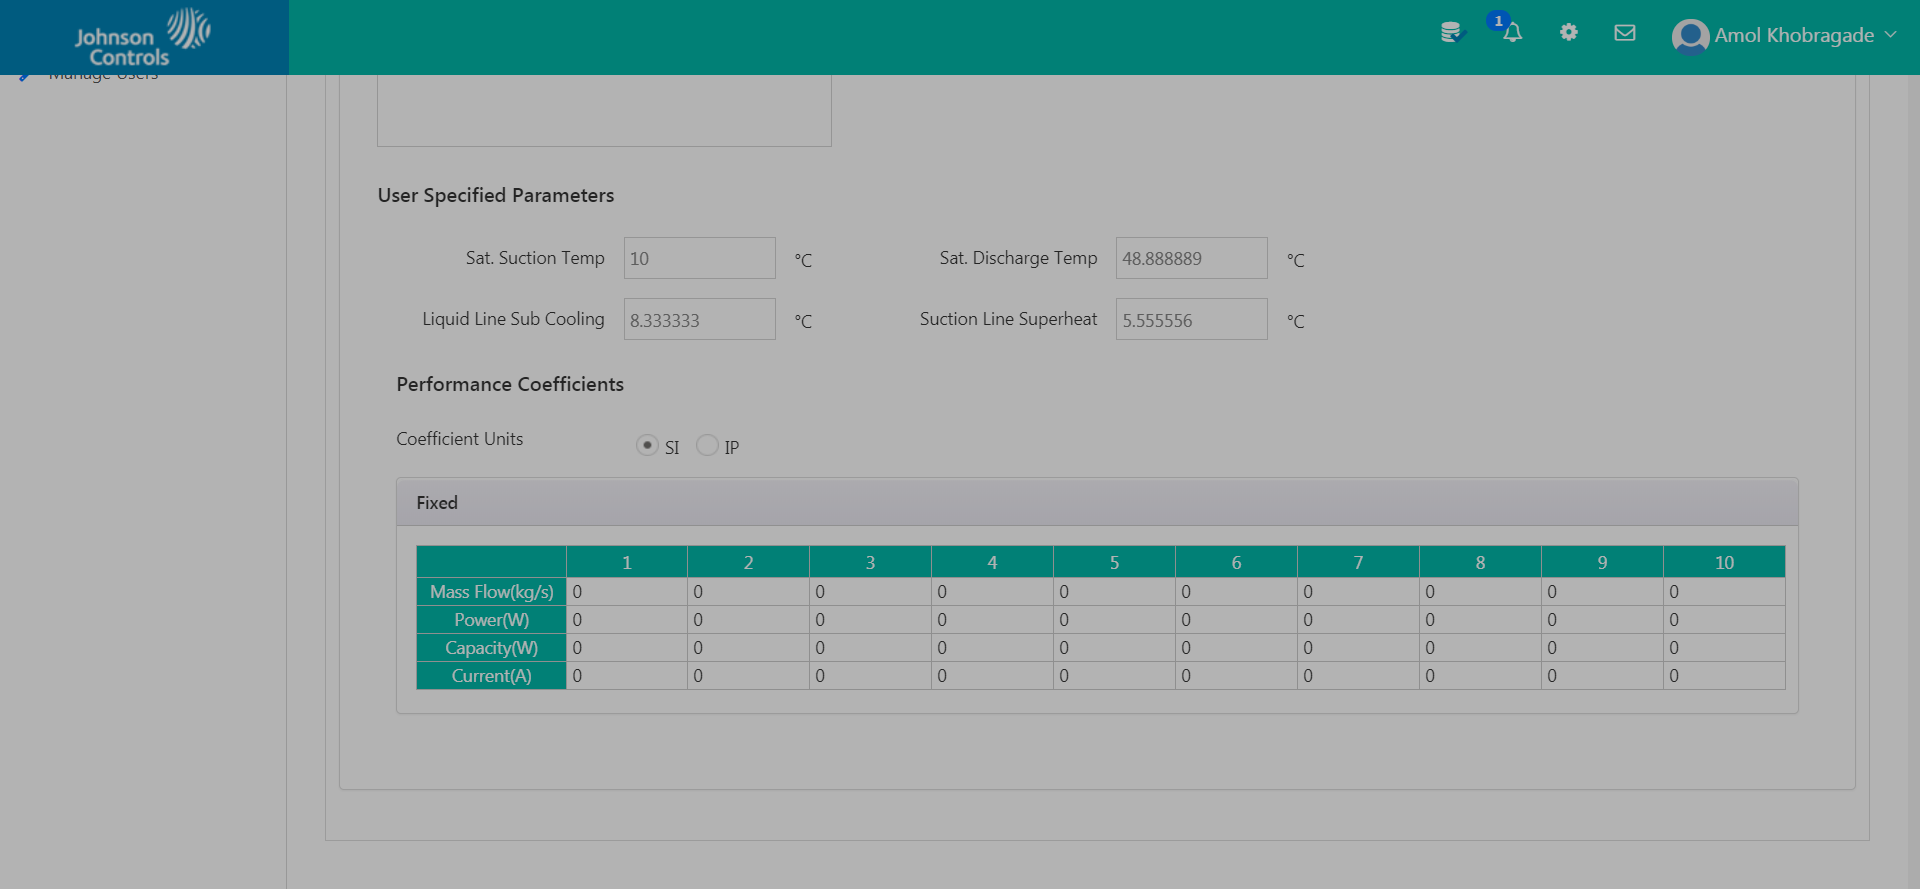 Johnson
Controls
1
Amol Khobragade
Manage Users
User Specified Parameters
Sat. Suction Temp 10 °C Sat. Discharge Temp 48.888889 °C
Liquid Line Sub Cooling 8.333333 °C Suction Line Superheat 5.555556 °C
Performance Coefficients
Coefficient Units SI IP
Fixed
1 2 3 4 5 6 7 8 9 10
Mass Flow(kg/s) 0 0 0 0 0 0 0 0 0 0
Power(W) 0 0 0 0 0 0 0 0 0 0
Capacity(W) 0 0 0 0 0 0 0 0 0 0
Current(A) 0 0 0 0 0 0 0 0 0 0